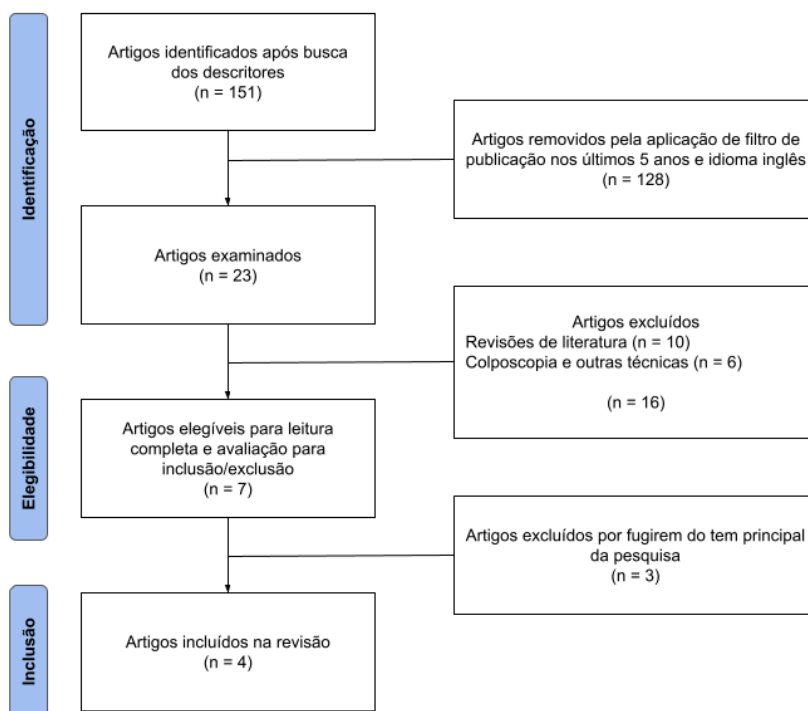 Identificação
Artigos identificados após busca
dos descritores
(n = 151)
Artigos removidos pela aplicação de filtro de
publicação nos últimos 5 anos e idioma inglês
(n = 128)
Artigos examinados
(n = 23)
Artigos excluídos
Revisões de literatura (n = 10)
Colposcopia e outras técnicas (n = 6)
(n = 16)
Elegibilidade
Artigos elegíveis para leitura
completa e avaliação para
inclusão/exclusão
(n = 7)
Artigos excluídos por fugirem do tem principal
da pesquisa
(n = 3)
Inclusão
Artigos incluídos na revisão
(n = 4)